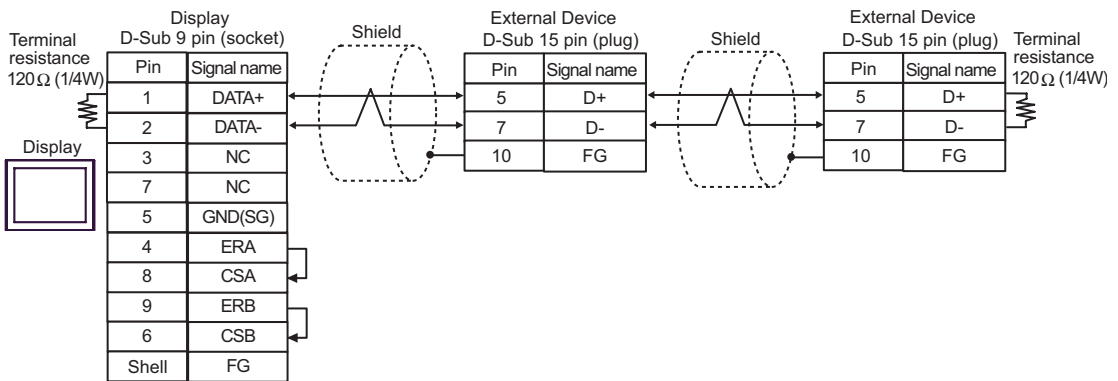 Display
D-Sub 9 pin (socket)
Shield
External Device
D-Sub 15 pin (plug)
Shield
External Device
D-Sub 15 pin (plug)
Terminal
resistance
120Ω (1/4W)
Terminal
resistance
120Ω (1/4W)
Display
Pin Signal name
1 DATA+
2 DATA-
3 NC
7 NC
5 GND(SG)
4 ERA
8 CSA
9 ERB
6 CSB
Shell FG
Pin Signal name
5 D+
7 D-
10 FG
Pin Signal name
5 D+
7 D-
10 FG